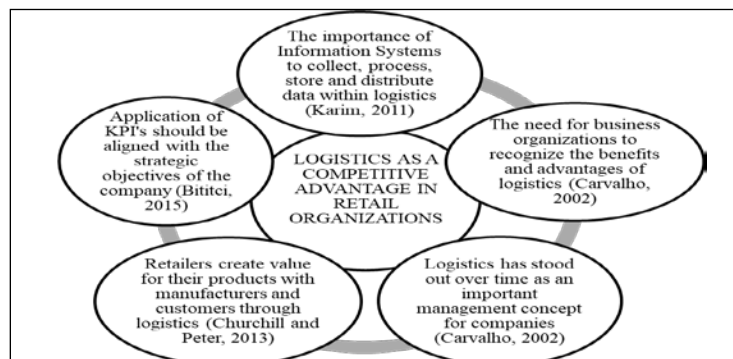 The importance of
Information Systems
to collect, process,
store and distribute
data within logistics
(Karim, 2011)
Application of
KPI's should be
aligned with the
strategic
objectives of the
company (Bititci,
2015)
The need for business
organizations to
recognize the benefits
and advantages of
logistics (Carvalho,
2002)
LOGISTICS AS A
COMPETITIVE
ADVANTAGE IN
RETAIL
ORGANIZATIONS
Retailers create value
for their products with
manufacturers and
customers through
logistics (Churchill and
Peter, 2013)
Logistics has stood
out over time as an
important
management concept
for companies
(Carvalho, 2002)